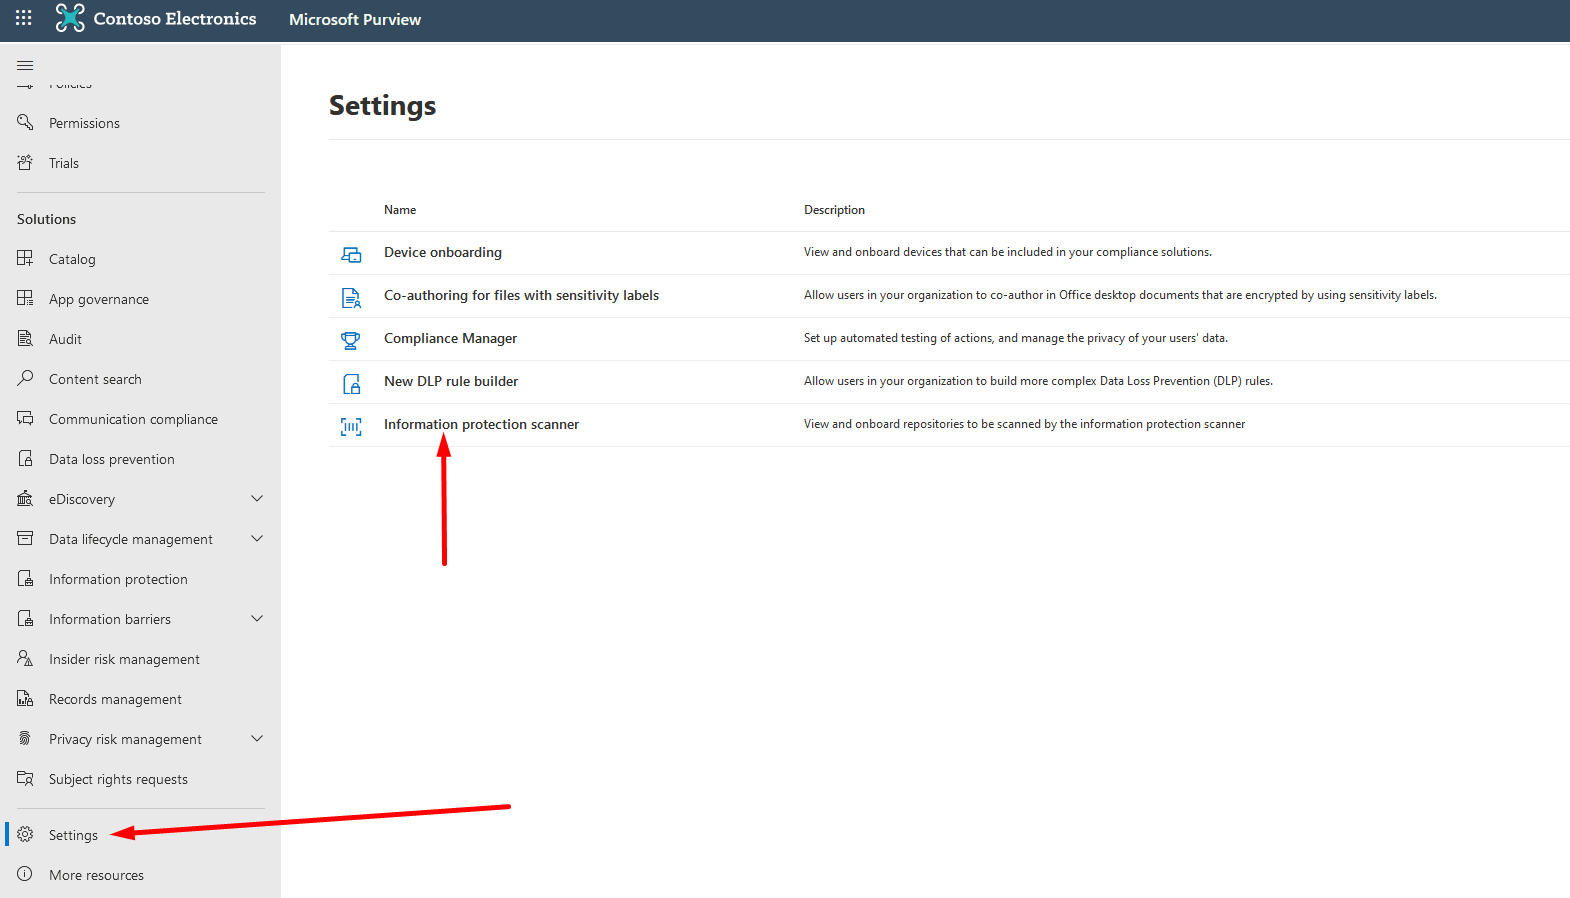 Contoso Electronics
Microsoft Purview
Policies
Permissions
Trials
Solutions
Catalog
App governance
Audit
Content search
Communication compliance
Data loss prevention
eDiscovery
Data lifecycle management
Information protection
Information barriers
Insider risk management
Records management
Privacy risk management
Subject rights requests
Settings
More resources
Settings
Name Description
Device onboarding View and onboard devices that can be included in your compliance solutions.
Co-authoring for files with sensitivity labels Allow users in your organization to co-author in Office desktop documents that are encrypted by using sensitivity labels.
Compliance Manager Set up automated testing of actions, and manage the privacy of your users' data.
New DLP rule builder Allow users in your organization to build more complex Data Loss Prevention (DLP) rules.
Information protection scanner View and onboard repositories to be scanned by the information protection scanner